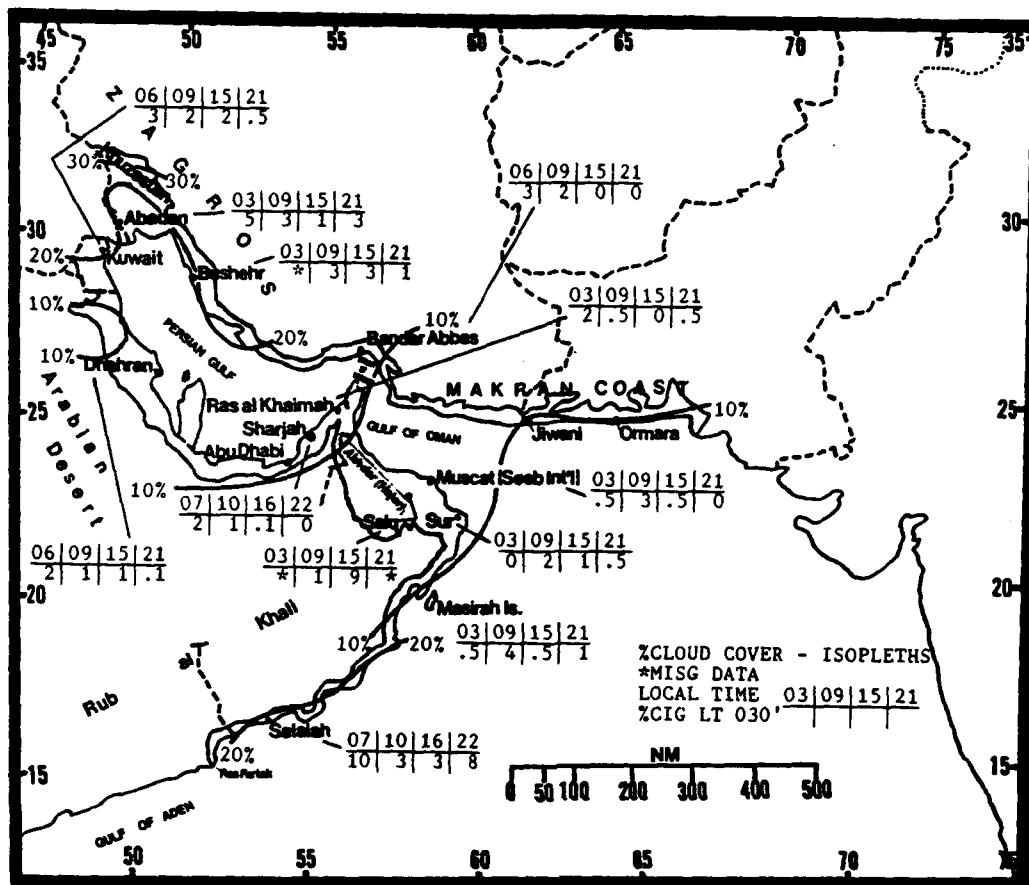 45 50 55 60 65 70 75 35
35
Z A G R O S
06|09|15|21
3|2|2|.5
30%
30%
06|09|15|21
3|2|0|0
Abadan
03|09|15|21
5|3|1|3
30
30
20%
Kuwait
Bushehr
03|09|15|21
*|3|3|1
03|09|15|21
2|.5|0|.5
10%
PERSIAN GULF
20%
10%
Bandar Abbas
10%
Dhahran
MAKRAN COAST
Arabian Desert
Ras al Khaimah
25
10%
25
Sharjah
GULF OF OMAN
Jiwani
Ormara
Abu Dhabi
10%
Muscat (Seeb Int'l)
03|09|15|21
.5|3|.5|0
07|10|16|22
2|1|.1|0
Saiq
Sur
06|09|15|21
2|1|1|.1
03|09|15|21
*|1|9|*
03|09|15|21
0|2|1|.5
20
20
Rub al Khali
Masirah Is.
10%
20%
03|09|15|21
.5|4|.5|1
%CLOUD COVER - ISOPLETHS
*MISG DATA
LOCAL TIME 03|09|15|21
%CIG LT 030'
Salalah
07|10|16|22
10|3|3|8
20%
Ras Fartak
NM
15
15
0 50 100 200 300 400 500
GULF OF ADEN
50 55 60 65 70